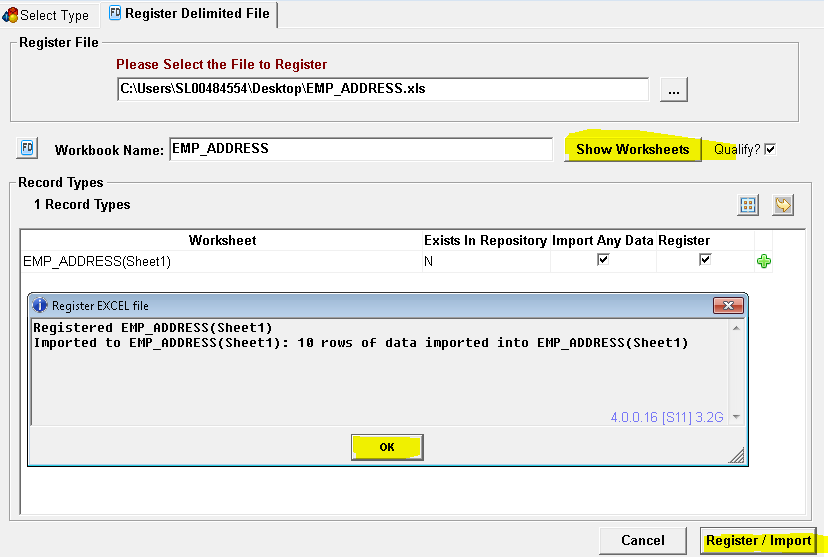 Select Type
FD Register Delimited File
Register File
Please Select the File to Register
C:\Users\SL00484554\Desktop\EMP_ADDRESS.xls
...
FD Workbook Name: EMP_ADDRESS Show Worksheets Qualify?
Record Types
1 Record Types
Worksheet Exists In Repository Import Any Data Register
EMP_ADDRESS(Sheet1) N
Register EXCEL file
Registered EMP_ADDRESS(Sheet1)
Imported to EMP_ADDRESS(Sheet1): 10 rows of data imported into EMP_ADDRESS(Sheet1)
4.0.0.16 [S11] 3.2G
OK
Cancel Register / Import